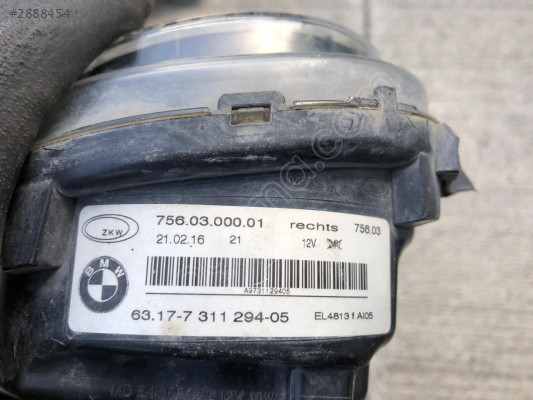 #2888454
ZKW
756.03.000.01 rechts 756.03
21.02.16 21 12V
BMW
A9731129405
63.17-7 311 294-05 EL4813 f AI05